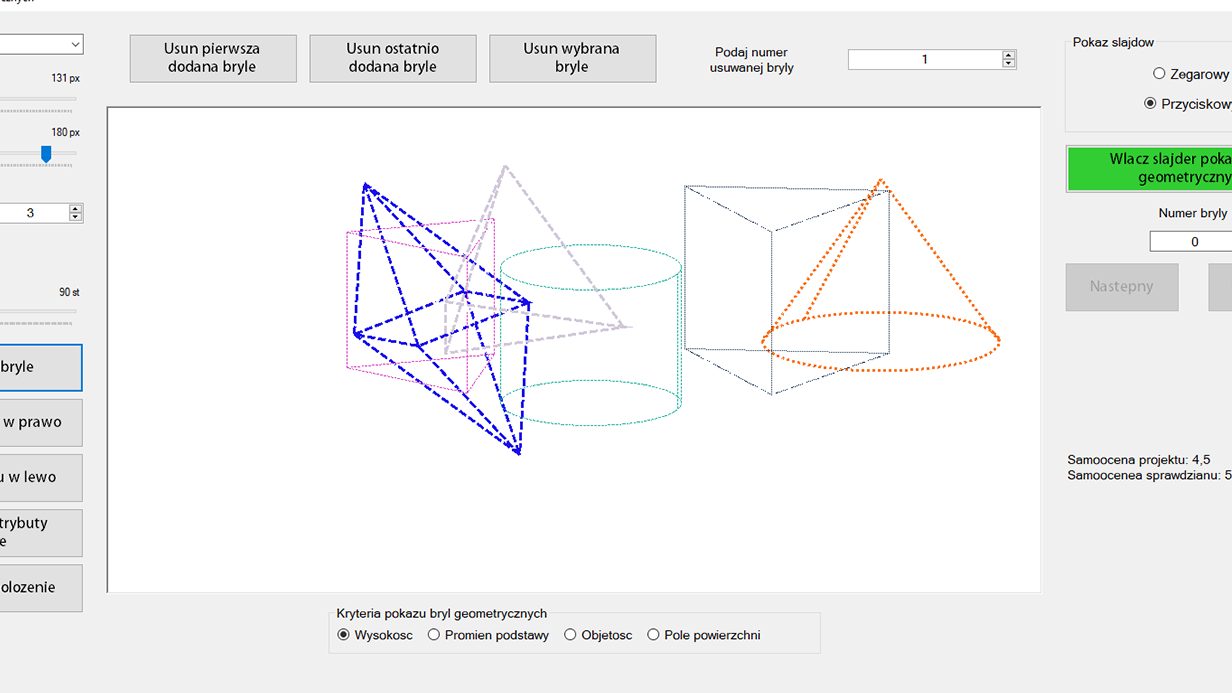 131 px
180 px
3
90 st
bryle
w prawo
w lewo
olozenie
Usun pierwsza
dodana bryle
Usun ostatnio
dodana bryle
Usun wybrana
bryle
Podaj numer
usuwanej bryly
1
Kryteria pokazu bryl geometrycznych
Wysokosc
Promien podstawy
Objetosc
Pole powierzchni
Pokaz slajdow
Zegarowy
Przyciskow
Wlacz slajder poka
geometryczny
Numer bryly
0
Nastepny
Samoocena projektu: 4,5
Samoocenea sprawdzianu: 5